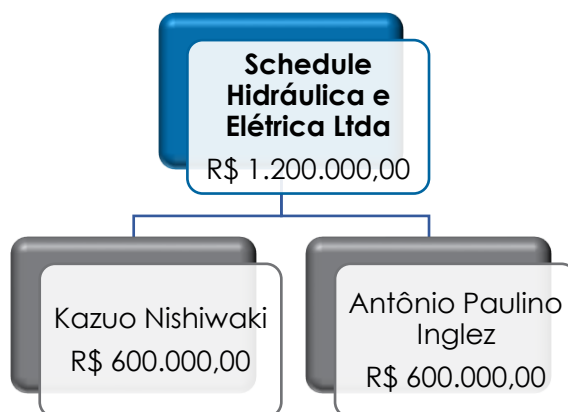 Schedule
Hidráulica e
Elétrica Ltda
R$ 1.200.000,00
Kazuo Nishiwaki
R$ 600.000,00
Antônio Paulino
Inglez
R$ 600.000,00